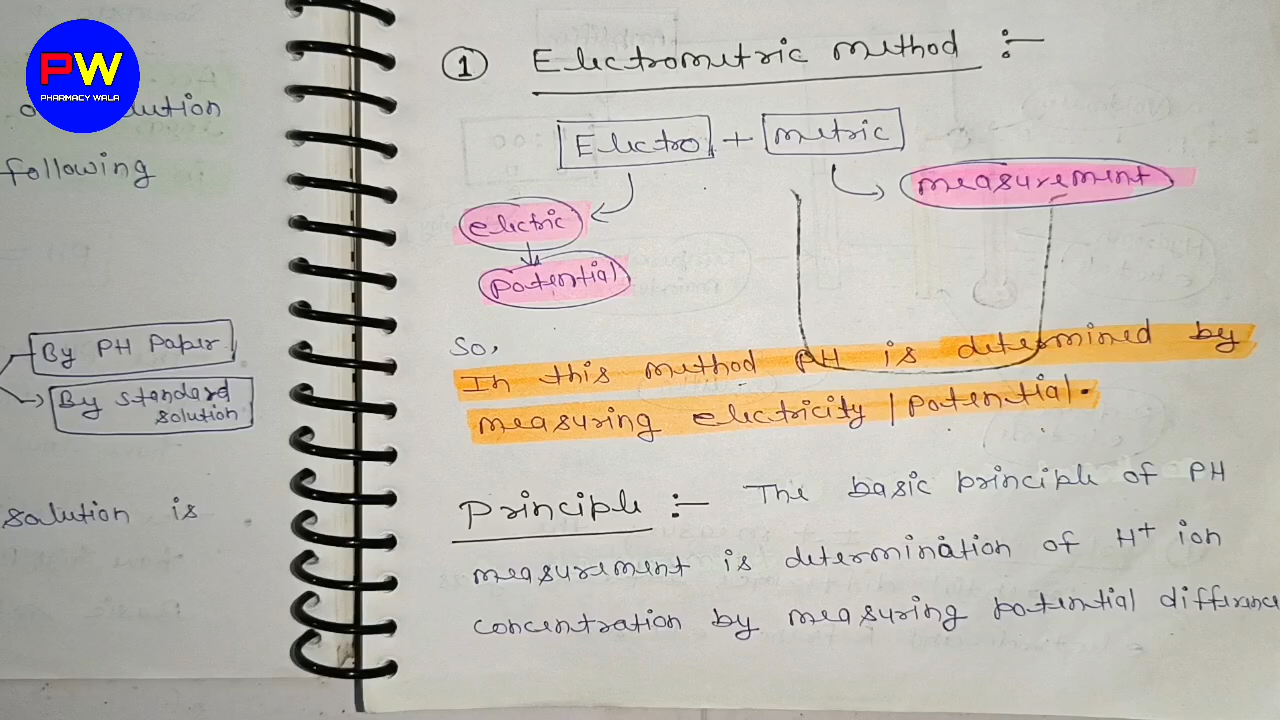 PW
PHARMACY WALA
lution
following
By PH Paper
By standard
solution
solution is
1 Electrometric method :-
Electro + metric
measurement
electric
potential
So,
In this method PH is determined by
measuring electricity / potential.
Principle :- The basic principle of PH
measurement is determination of H+ ion
concentration by measuring potential difference